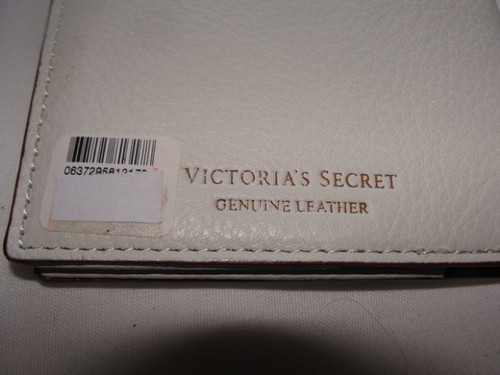 VICTORIA'S SECRET
GENUINE LEATHER